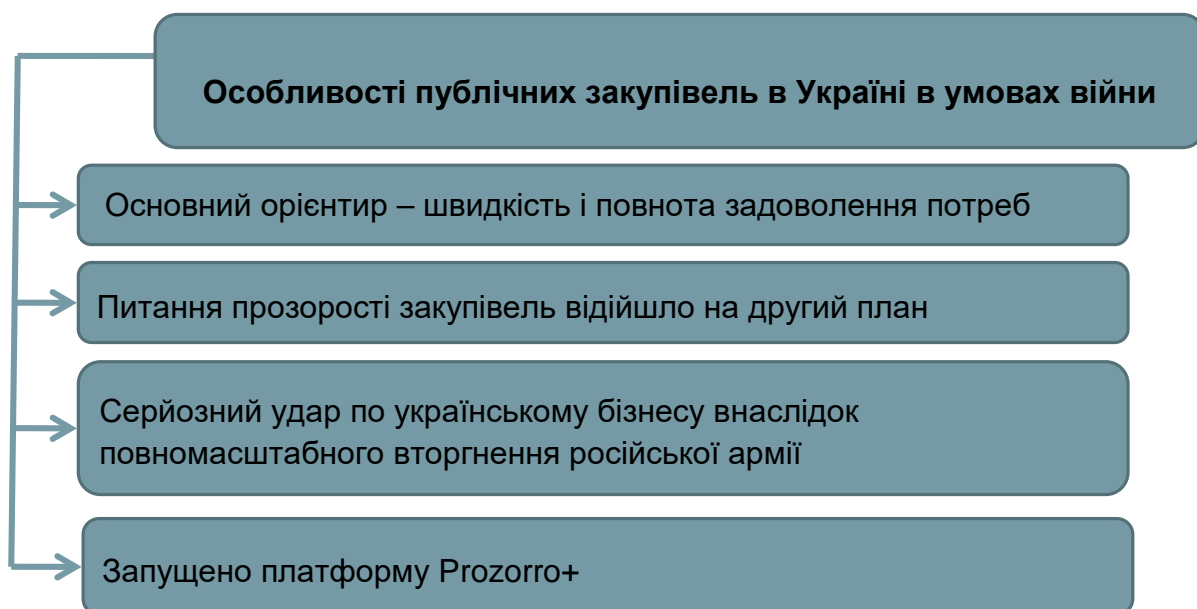 Особливості публічних закупівель в Україні в умовах війни
Основний орієнтир – швидкість і повнота задоволення потреб
Питання прозорості закупівель відійшло на другий план
Серйозний удар по українському бізнесу внаслідок
повномасштабного вторгнення російської армії
Запущено платформу Prozorro+